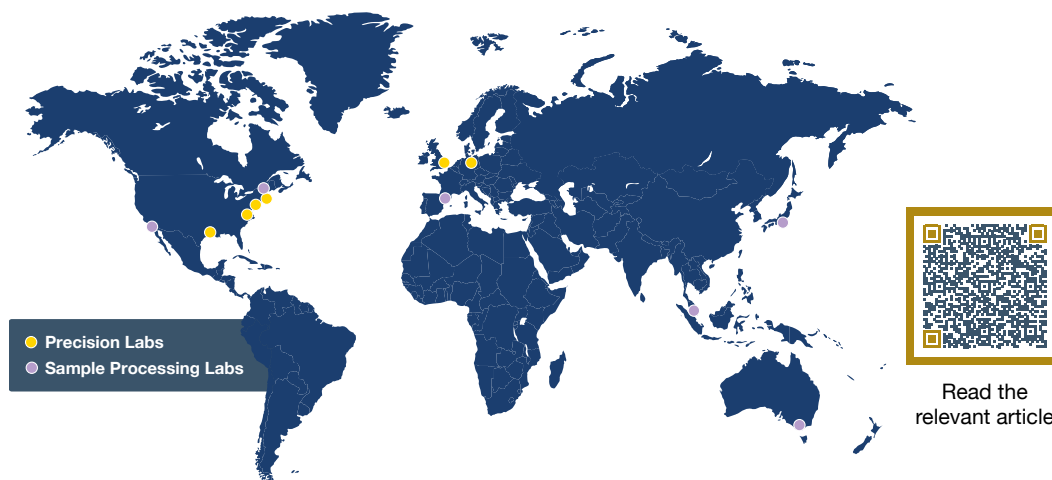 Precision Labs
Sample Processing Labs
Read the
relevant article